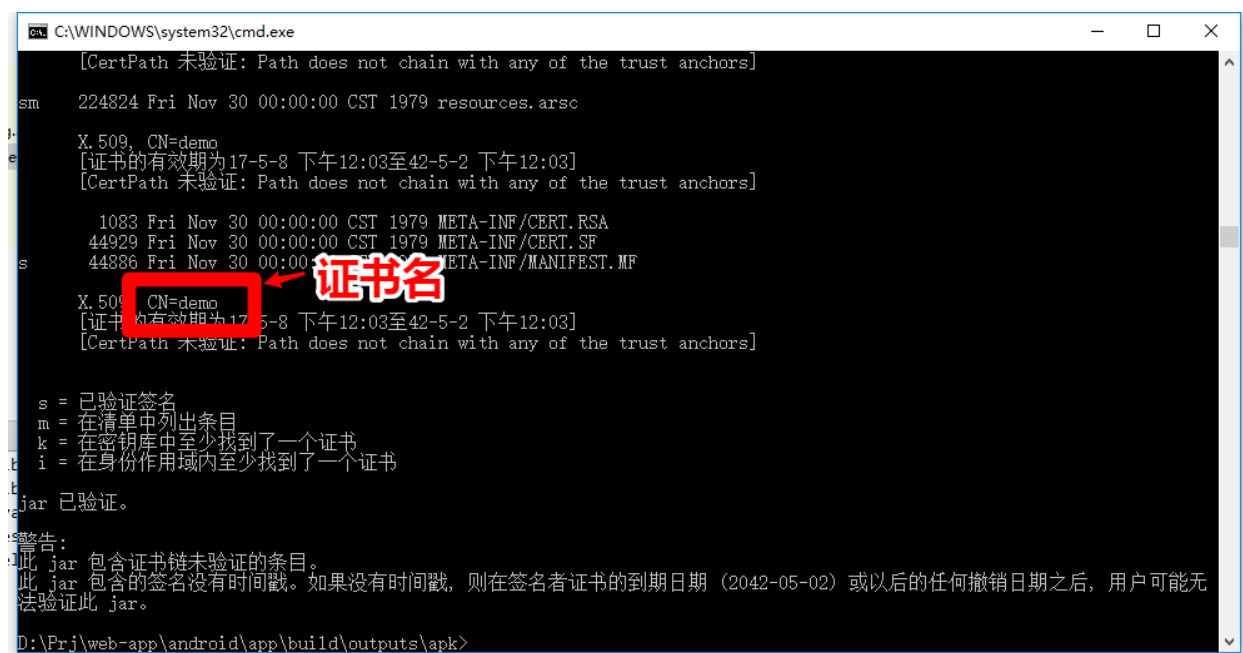 C:\WINDOWS\system32\cmd.exe
[CertPath 未验证: Path does not chain with any of the trust anchors]
sm 224824 Fri Nov 30 00:00:00 CST 1979 resources.arsc
X.509, CN=demo
[证书的有效期为17-5-8 下午12:03至42-5-2 下午12:03]
[CertPath 未验证: Path does not chain with any of the trust anchors]
1083 Fri Nov 30 00:00:00 CST 1979 META-INF/CERT.RSA
44929 Fri Nov 30 00:00:00 CST 1979 META-INF/CERT.SF
s 44886 Fri Nov 30 00:00: META-INF/MANIFEST.MF
证书名
X.509 CN=demo
[证书的有效期为17-5-8 下午12:03至42-5-2 下午12:03]
[CertPath 未验证: Path does not chain with any of the trust anchors]
s = 已验证签名
m = 在清单中列出条目
k = 在密钥库中至少找到了一个证书
i = 在身份作用域内至少找到了一个证书
jar 已验证。
警告:
此 jar 包含证书链未验证的条目。
此 jar 包含的签名没有时间戳。如果没有时间戳, 则在签名者证书的到期日期 (2042-05-02) 或以后的任何撤销日期之后, 用户可能无
法验证此 jar。
D:\Prj\web-app\android\app\build\outputs\apk>